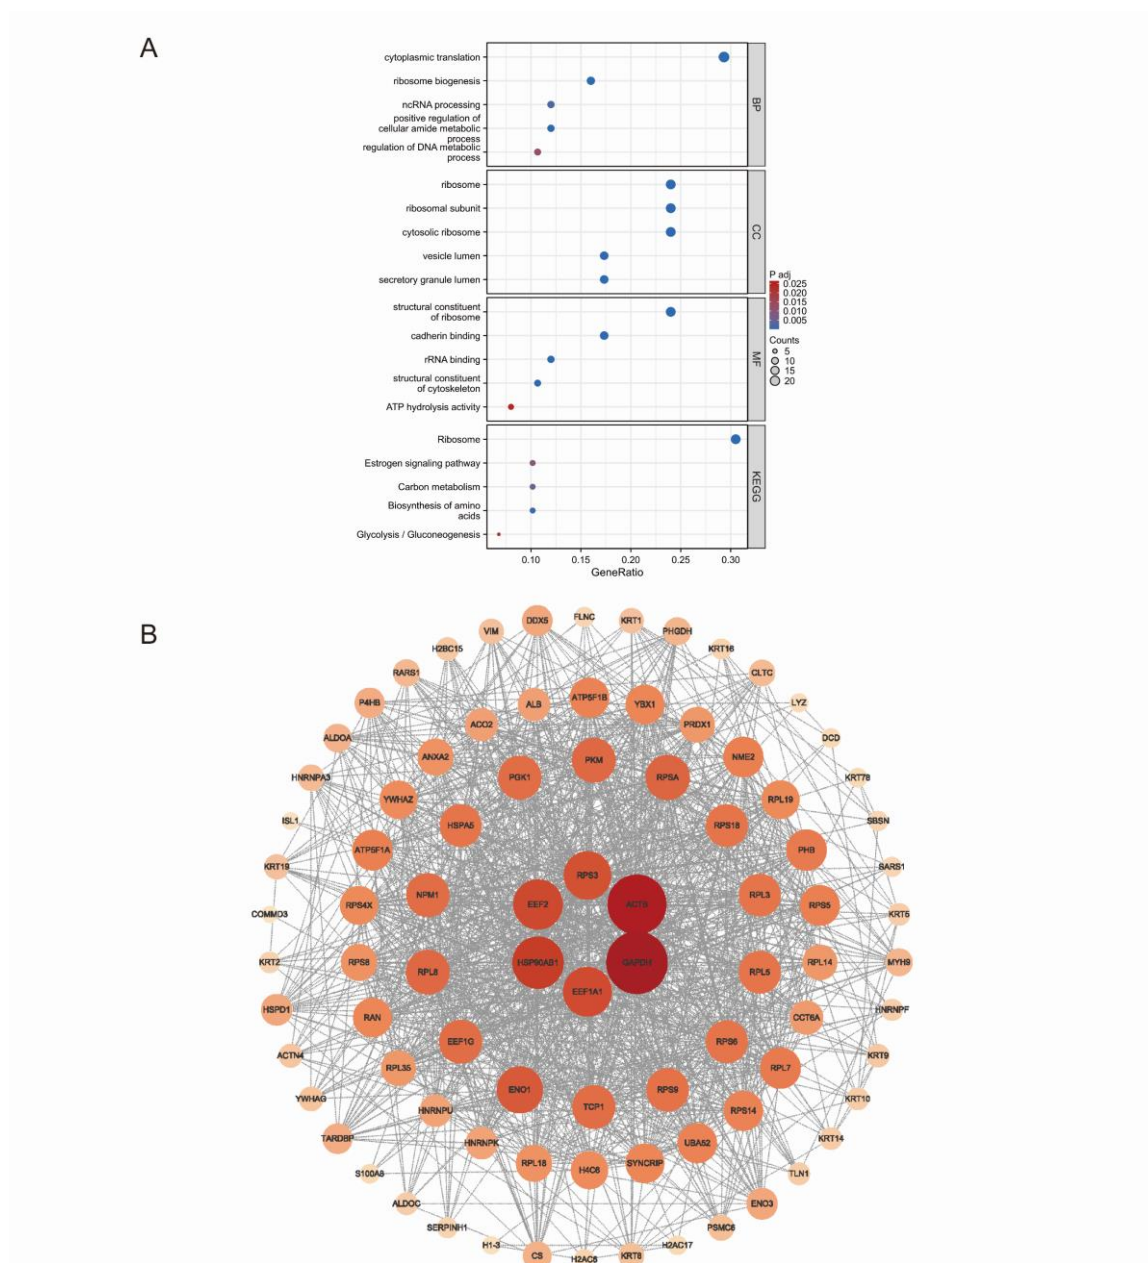 A
cytoplasmic translation
ribosome biogenesis
ncRNA processing
positive regulation of
cellular amide metabolic
process
regulation of DNA metabolic
process
BP
ribosome
ribosomal subunit
cytosolic ribosome
vesicle lumen
secretory granule lumen
CC
structural constituent
of ribosome
cadherin binding
rRNA binding
structural constituent
of cytoskeleton
ATP hydrolysis activity
MF
Ribosome
Estrogen signaling pathway
Carbon metabolism
Biosynthesis of amino
acids
Glycolysis / Gluconeogenesis
KEGG
0.10 0.15 0.20 0.25 0.30
GeneRatio
P adj
0.025
0.020
0.015
0.010
0.005
Counts
5
10
15
20
B
FLNC
DDX5
KRT1
VIM
PHGDH
H2BC15
KRT16
RARS1
CLTC
P4HB
ALB
ATP5F1B
YBX1
LYZ
ACO2
PRDX1
ALDOA
DCD
ANXA2
PKM
NME2
HNRNPA3
PGK1
RPSA
KRT78
YWHAZ
RPL19
ISL1
HSPA5
RPS18
SBSN
ATP5F1A
PHB
KRT19
RPS3
SARS1
NPM1
RPL3
RPS4X
EEF2
ACTB
RPS5
COMMD3
KRT5
KRT2
RPS8
HSP90AB1
GAPDH
RPL14
MYH9
RPL8
RPL5
EEF1A1
HSPD1
RAN
CCT6A
HNRNPF
EEF1G
RPS6
ACTN4
KRT9
RPL35
RPL7
ENO1
RPS9
YWHAG
KRT10
HNRNPU
TCP1
RPS14
TARDBP
KRT14
HNRNPK
UBA52
RPL18
H4C6
SYNCRIP
S100A8
TLN1
ALDOC
ENO3
SERPINH1
PSMC6
H1-3
H2AC17
CS
H2AC6
KRT8